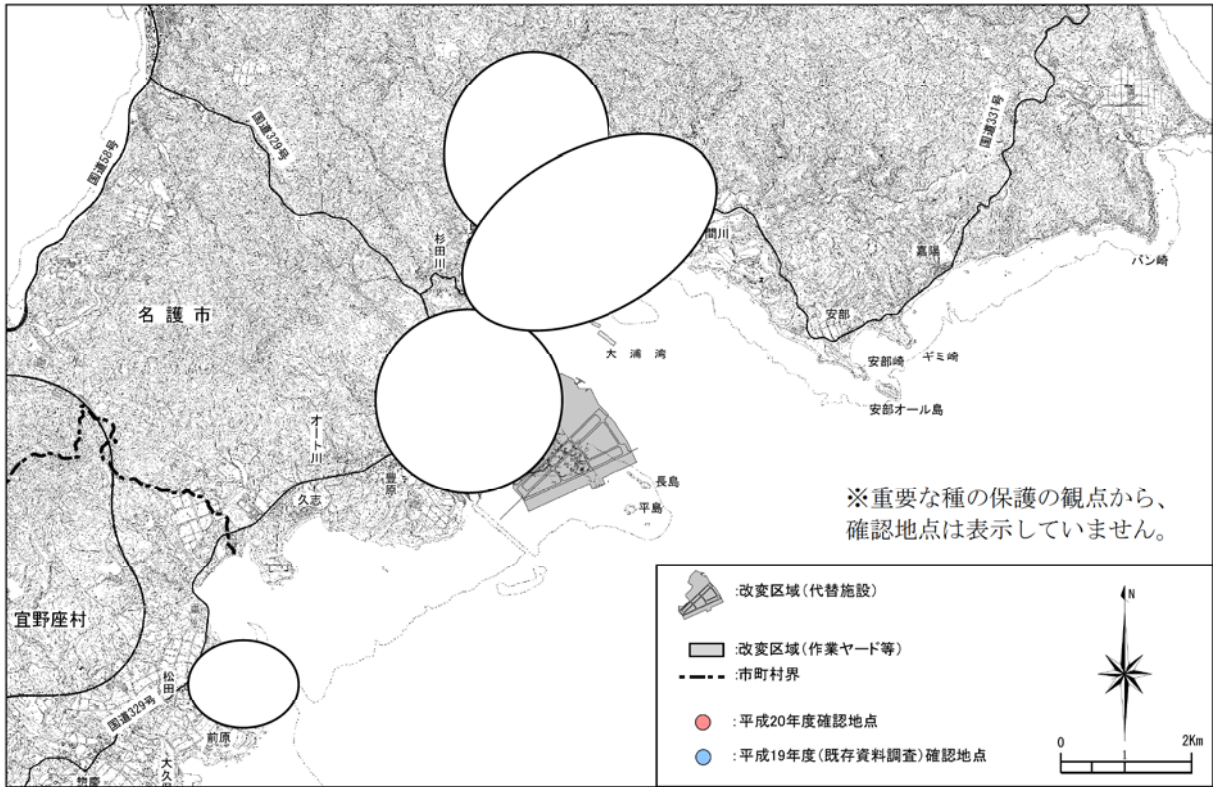 国道58号
国道329号
国道331号
杉田川
間川
嘉陽
バン崎
名護市
安部
大浦湾
安部崎
ギミ崎
安部オール島
オート川
豊原
久志
長島
平島
※重要な種の保護の観点から、
確認地点は表示していません。
宜野座村
松田
国道329号
前原
大久
惣慶
:改変区域(代替施設)
:改変区域(作業ヤード等)
:市町村界
:平成20年度確認地点
:平成19年度(既存資料調査)確認地点
N
0
1
2Km